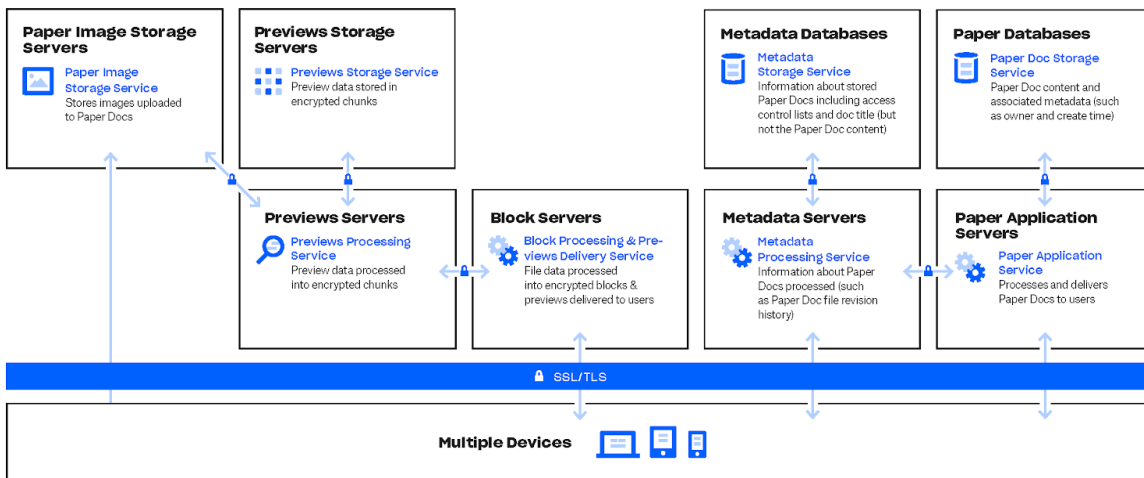 Paper Image Storage
Servers
Paper Image
Storage Service
Stores images uploaded
to Paper Docs
Previews Storage
Servers
Previews Storage Service
Preview data stored in
encrypted chunks
Metadata Databases
Metadata
Storage Service
Information about stored
Paper Docs including access
control lists and doc title (but
not the Paper Doc content)
Paper Databases
Paper Doc Storage
Service
Paper Doc content and
associated metadata (such
as owner and create time)
Previews Servers
Previews Processing
Service
Preview data processed
into encrypted chunks
Block Servers
Block Processing & Pre-
views Delivery Service
File data processed
into encrypted blocks &
previews delivered to users
Metadata Servers
Metadata
Processing Service
Information about Paper
Docs processed (such
as Paper Doc file revision
history)
Paper Application
Servers
Paper Application
Service
Processes and delivers
Paper Docs to users
SSL/TLS
Multiple Devices